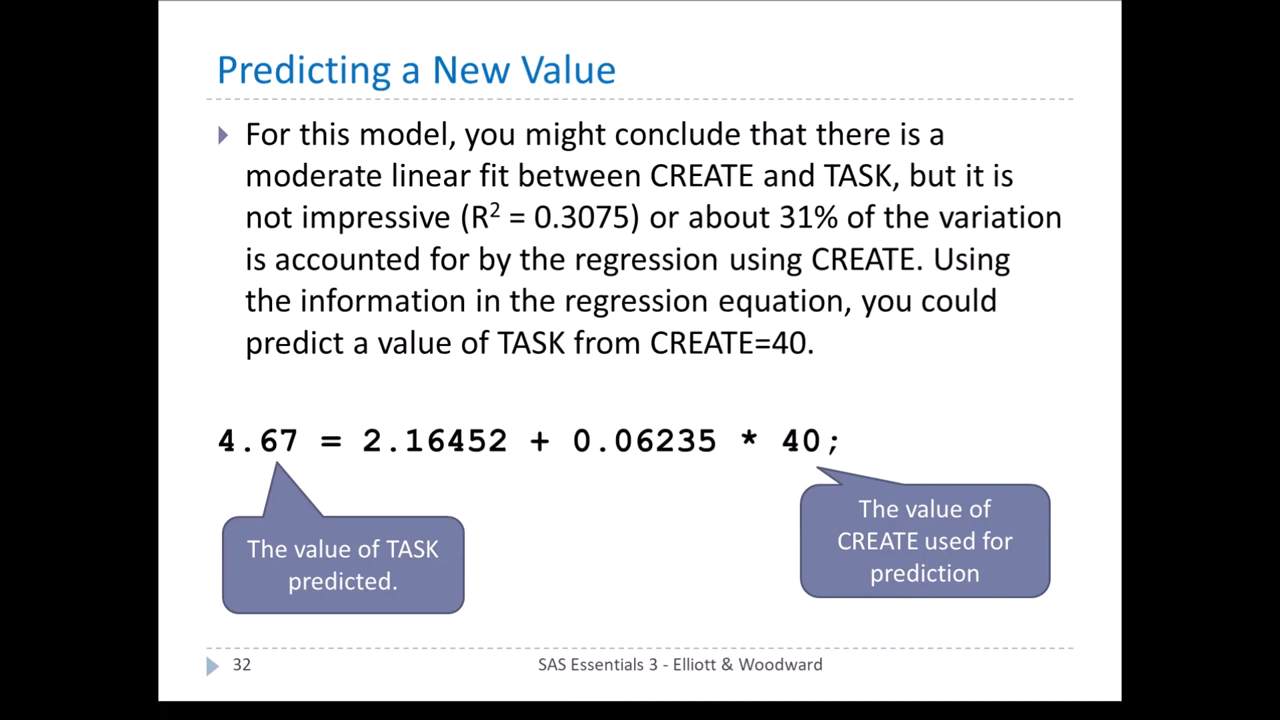 Predicting a New Value
For this model, you might conclude that there is a
moderate linear fit between CREATE and TASK, but it is
not impressive (R² = 0.3075) or about 31% of the variation
is accounted for by the regression using CREATE. Using
the information in the regression equation, you could
predict a value of TASK from CREATE=40.
4.67 = 2.16452 + 0.06235 * 40;
The value of TASK
predicted.
The value of
CREATE used for
prediction
32
SAS Essentials 3 - Elliott & Woodward